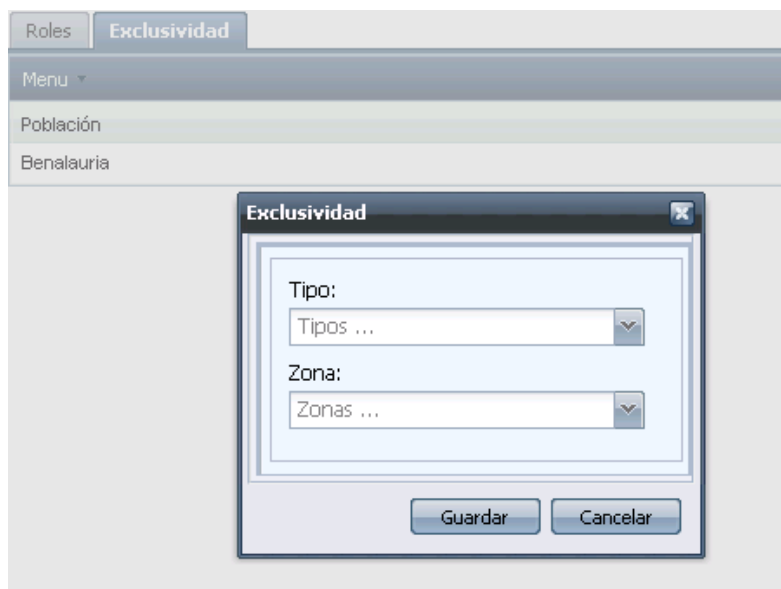 Roles Exclusividad
Menu
Población
Benalauria
Exclusividad
Tipo:
Tipos ...
Zona:
Zonas ...
Guardar Cancelar